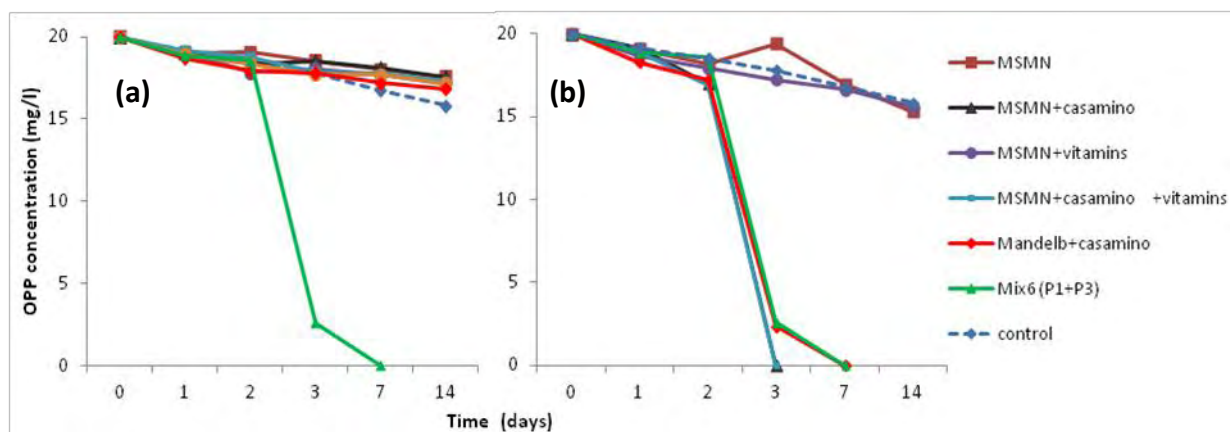 OPP concentration (mg/l)
20
15
10
5
0
(a)
0 1 2 3 7 14
20
15
10
5
0
(b)
0 1 2 3 7 14
Time (days)
MSMN
MSMN+casamino
MSMN+vitamins
MSMN+casamino +vitamins
Mandelb+casamino
Mix6(P1+P3)
control